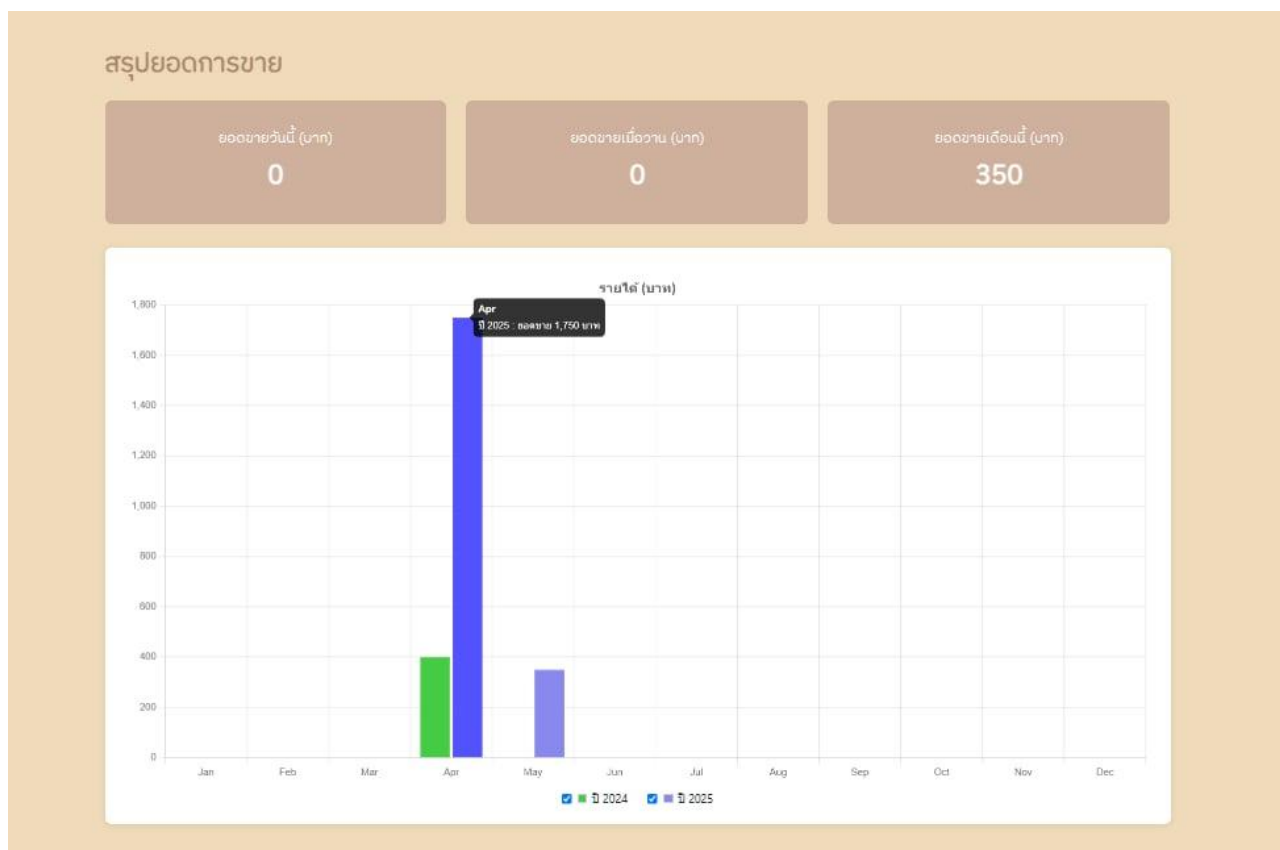 สรุปยอดการขาย
ยอดขายวันนี้ (บาท)
0
ยอดขายเมื่อวาน (บาท)
0
ยอดขายเดือนนี้ (บาท)
350
รายได้ (บาท)
1,800
1,600
1,400
1,200
1,000
800
600
400
200
0
Apr
ปี 2025 : ยอดขาย 1,750 บาท
Jan Feb Mar Apr May Jun Jul Aug Sep Oct Nov Dec
ปี 2024 ปี 2025